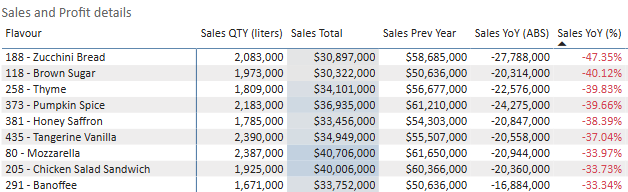 Sales and Profit details
Flavour Sales QTY (liters) Sales Total Sales Prev Year Sales YoY (ABS) Sales YoY (%)
188 - Zucchini Bread 2,083,000 $30,897,000 $58,685,000 -27,788,000 -47.35%
118 - Brown Sugar 1,973,000 $30,322,000 $50,636,000 -20,314,000 -40.12%
258 - Thyme 1,809,000 $34,101,000 $56,677,000 -22,576,000 -39.83%
373 - Pumpkin Spice 2,183,000 $36,935,000 $61,210,000 -24,275,000 -39.66%
381 - Honey Saffron 1,785,000 $33,456,000 $54,303,000 -20,847,000 -38.39%
435 - Tangerine Vanilla 2,390,000 $34,949,000 $55,507,000 -20,558,000 -37.04%
80 - Mozzarella 2,387,000 $40,706,000 $61,650,000 -20,944,000 -33.97%
205 - Chicken Salad Sandwich 1,925,000 $40,006,000 $60,366,000 -20,360,000 -33.73%
291 - Banoffee 1,671,000 $33,752,000 $50,636,000 -16,884,000 -33.34%